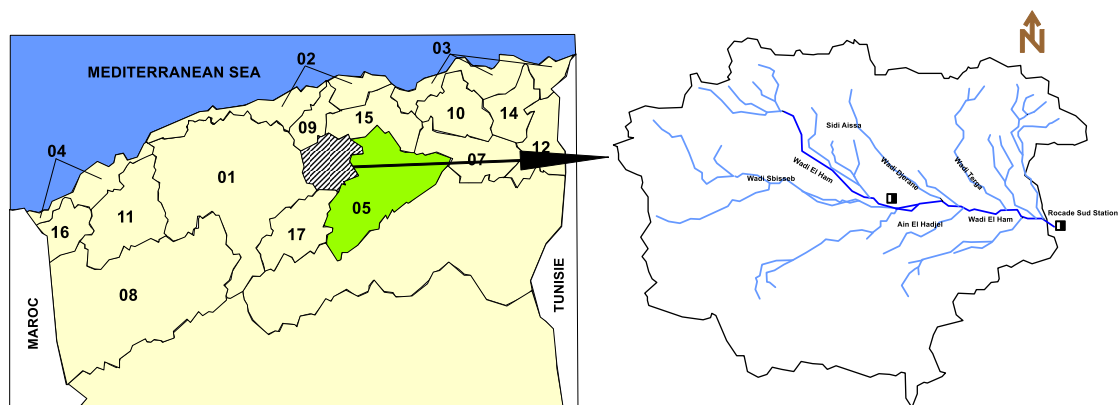 MEDITERRANEAN SEA
02
03
04
09
15
10
14
12
01
07
11
05
16
17
08
MAROC
TUNISIE
N
Sidi Aissa
Wadi El Ham
Wadi Djenane
Wadi Targa
Wadi Sbisseb
Ain El Hadjel
Wadi El Ham
Rocade Sud Station